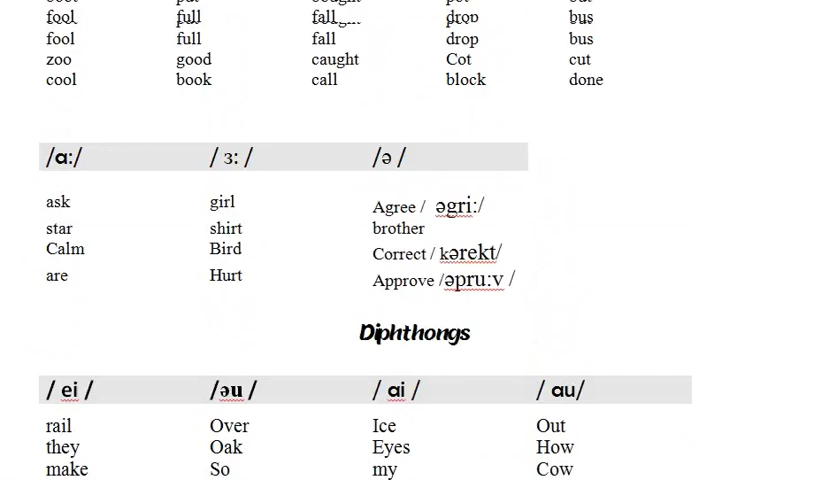 fool full fall drop bus
fool full fall drop bus
zoo good caught Cot cut
cool book call block done
/ɑ:/ / ɜ: / /ə /
ask girl Agree / əgri:/
star shirt brother
Calm Bird Correct / kərekt/
are Hurt Approve /əpru:v /
Diphthongs
/ ei / /əu / / ɑi / / ɑu/
rail Over Ice Out
they Oak Eyes How
make So my Cow